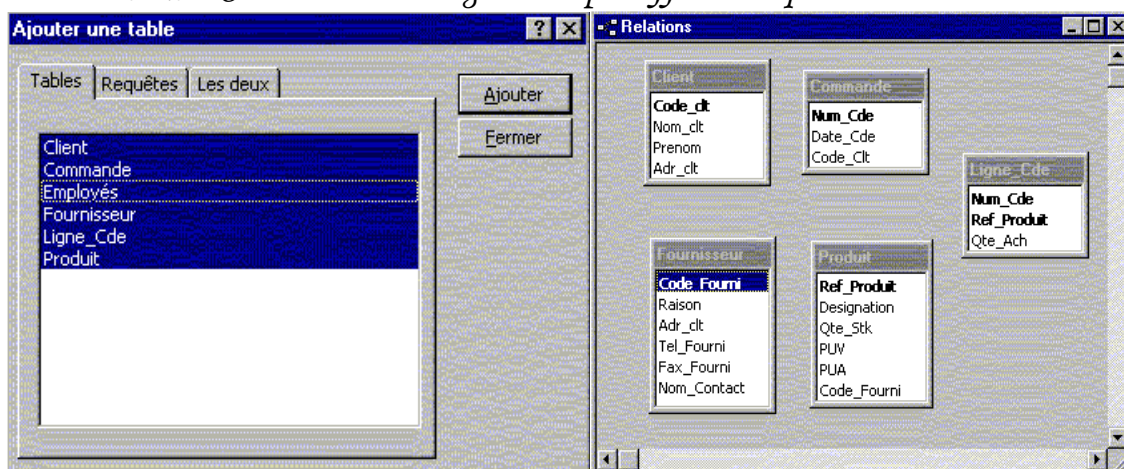 Ajouter une table
Tables
Requêtes
Les deux
Ajouter
Fermer
Client
Commande
Employés
Fournisseur
Ligne_Cde
Produit
Relations
Client
Code_clt
Nom_clt
Prenom
Adr_clt
Commande
Num_Cde
Date_Cde
Code_Clt
Ligne_Cde
Num_Cde
Ref_Produit
Qte_Ach
Fournisseur
Code_Fourni
Raison
Adr_clt
Tel_Fourni
Fax_Fourni
Nom_Contact
Produit
Ref_Produit
Designation
Qte_Stk
PUV
PUA
Code_Fourni